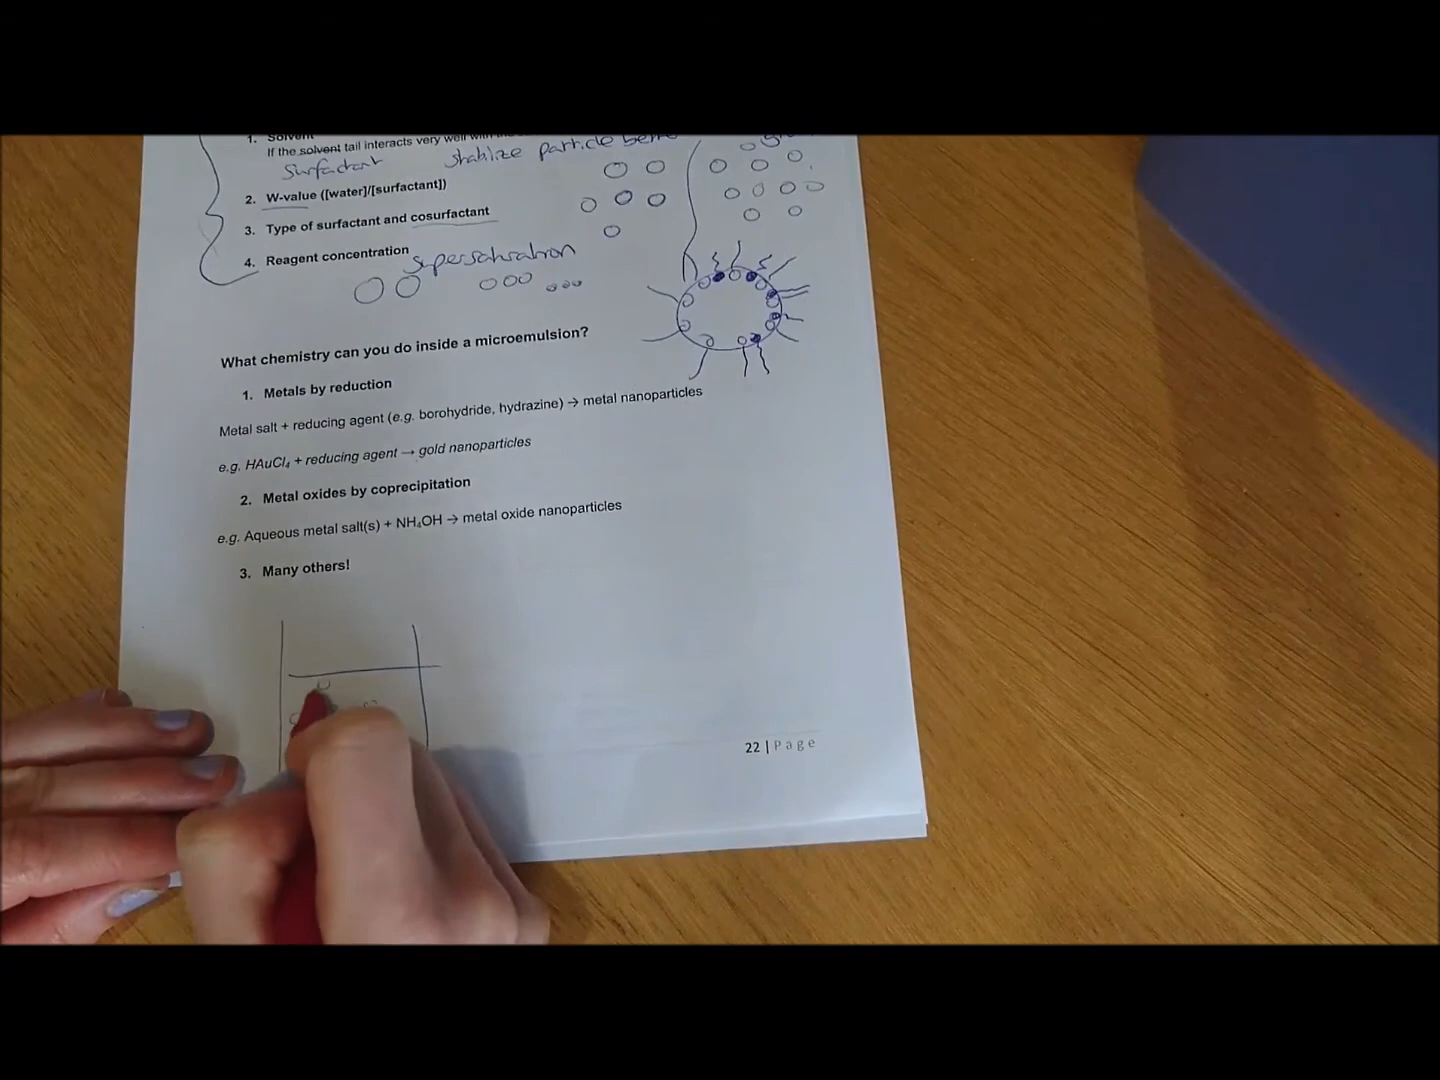 1. Solvent
If the solvent tail interacts very well with the
Surfactant stabilize particle
2. W-value ([water]/[surfactant])
3. Type of surfactant and cosurfactant
4. Reagent concentration
supersaturation
What chemistry can you do inside a microemulsion?
1. Metals by reduction
Metal salt + reducing agent (e.g. borohydride, hydrazine) → metal nanoparticles
e.g. HAuCl₄ + reducing agent → gold nanoparticles
2. Metal oxides by coprecipitation
e.g. Aqueous metal salt(s) + NH₄OH → metal oxide nanoparticles
3. Many others!
22 | Page